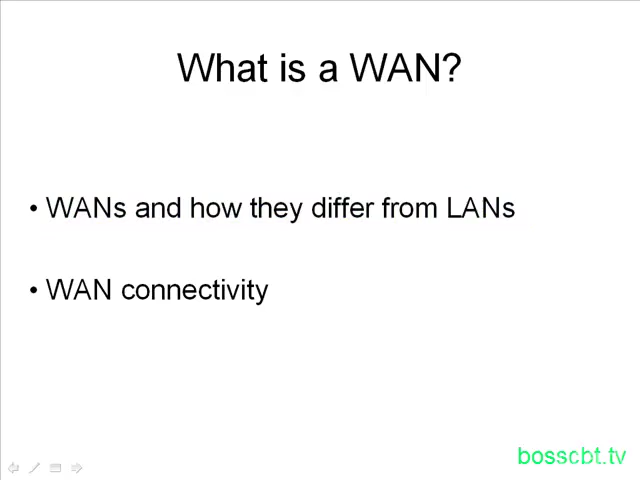 What is a WAN?
• WANs and how they differ from LANs
• WAN connectivity
bosscbt.tv